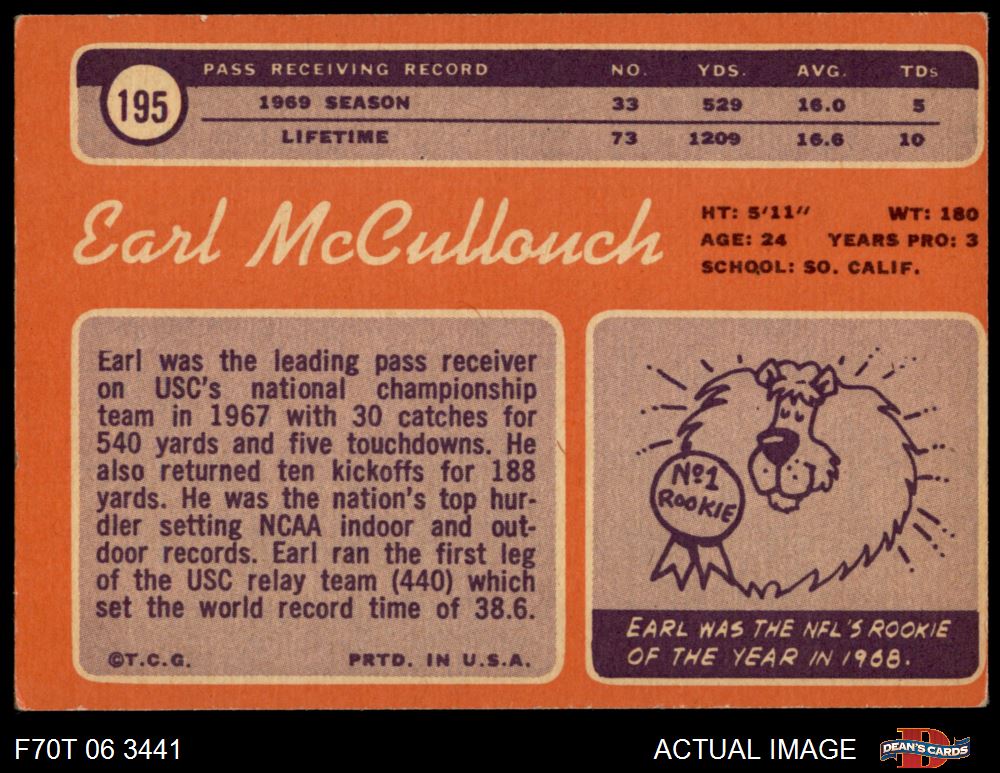 195
PASS RECEIVING RECORD NO. YDS. AVG. TDs
1969 SEASON 33 529 16.0 5
LIFETIME 73 1209 16.6 10
Earl McCullouch
HT: 5'11" WT: 180
AGE: 24 YEARS PRO: 3
SCHOOL: SO. CALIF.
Earl was the leading pass receiver
on USC's national championship
team in 1967 with 30 catches for
540 yards and five touchdowns. He
also returned ten kickoffs for 188
yards. He was the nation's top hur-
dler setting NCAA indoor and out-
door records. Earl ran the first leg
of the USC relay team (440) which
set the world record time of 38.6.
©T.C.G. PRTD. IN U.S.A.
Nº1
ROOKIE
EARL WAS THE NFL'S ROOKIE
OF THE YEAR IN 1968.
F70T 06 3441
ACTUAL IMAGE
D
DEAN'S CARDS